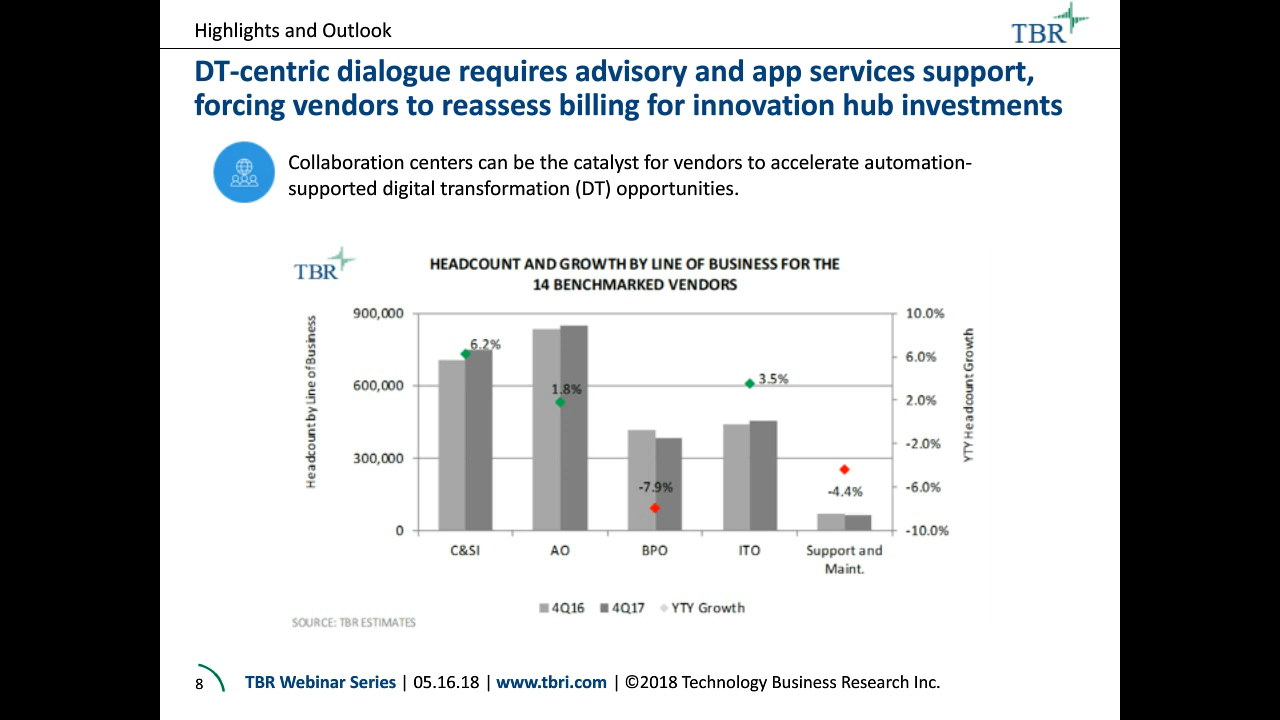 Highlights and Outlook
TBR
DT-centric dialogue requires advisory and app services support,
forcing vendors to reassess billing for innovation hub investments
Collaboration centers can be the catalyst for vendors to accelerate automation-
supported digital transformation (DT) opportunities.
TBR
HEADCOUNT AND GROWTH BY LINE OF BUSINESS FOR THE
14 BENCHMARKED VENDORS
Headcount by Line of Business
900,000
600,000
300,000
0
6.2%
1.8%
-7.9%
3.5%
-4.4%
10.0%
6.0%
2.0%
-2.0%
-6.0%
-10.0%
YTY Headcount Growth
C&SI
AO
BPO
ITO
Support and
Maint.
4Q16
4Q17
YTY Growth
SOURCE: TBR ESTIMATES
8
TBR Webinar Series | 05.16.18 | www.tbri.com | ©2018 Technology Business Research Inc.